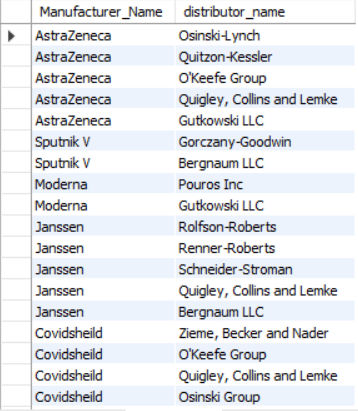 Manufacturer_Name distributor_name
AstraZeneca Osinski-Lynch
AstraZeneca Quitzon-Kessler
AstraZeneca O'Keefe Group
AstraZeneca Quigley, Collins and Lemke
AstraZeneca Gutkowski LLC
Sputnik V Gorczany-Goodwin
Sputnik V Bergnaum LLC
Moderna Pouros Inc
Moderna Gutkowski LLC
Janssen Rolfson-Roberts
Janssen Renner-Roberts
Janssen Schneider-Stroman
Janssen Quigley, Collins and Lemke
Janssen Bergnaum LLC
Covidsheild Zieme, Becker and Nader
Covidsheild O'Keefe Group
Covidsheild Quigley, Collins and Lemke
Covidsheild Osinski Group